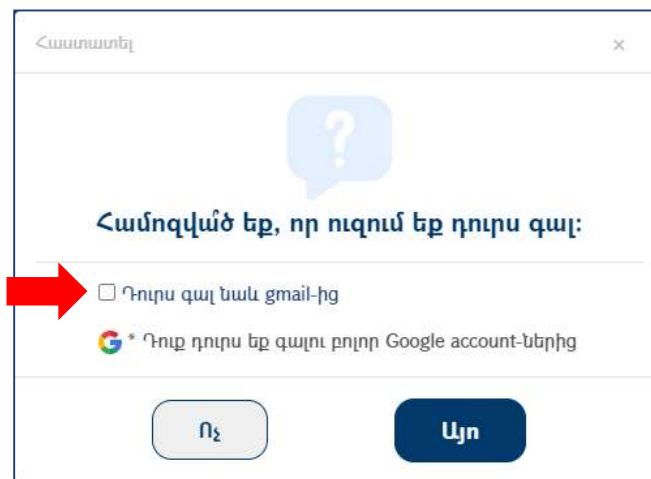 Հաստատել ×
?
Համոզվա՞ծ եք, որ ուզում եք դուրս գալ:
Դուրս գալ նաև gmail-ից
G * Դուք դուրս եք գալու բոլոր Google account-ներից
Ոչ
Այո